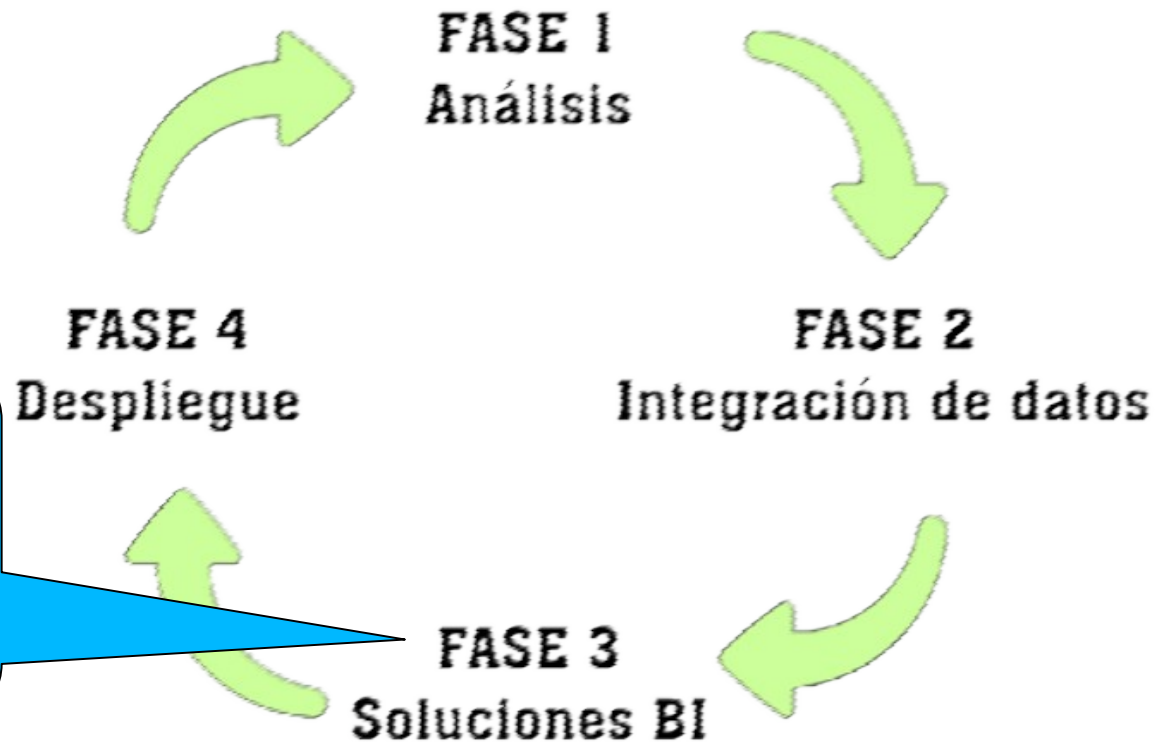 FASE 1
Análisis
FASE 2
Integración de datos
FASE 3
Soluciones BI
FASE 4
Despliegue